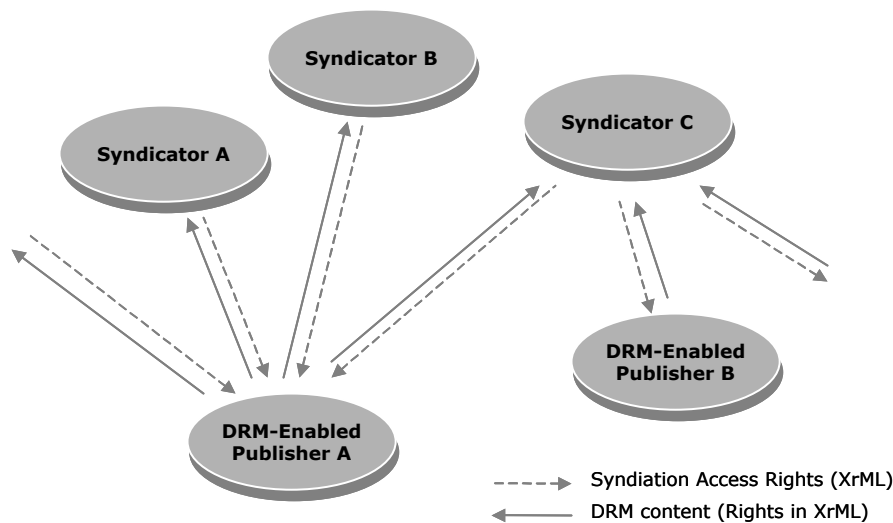 Syndicator B
Syndicator A
Syndicator C
DRM-Enabled
Publisher B
DRM-Enabled
Publisher A
Syndiation Access Rights (XrML)
DRM content (Rights in XrML)